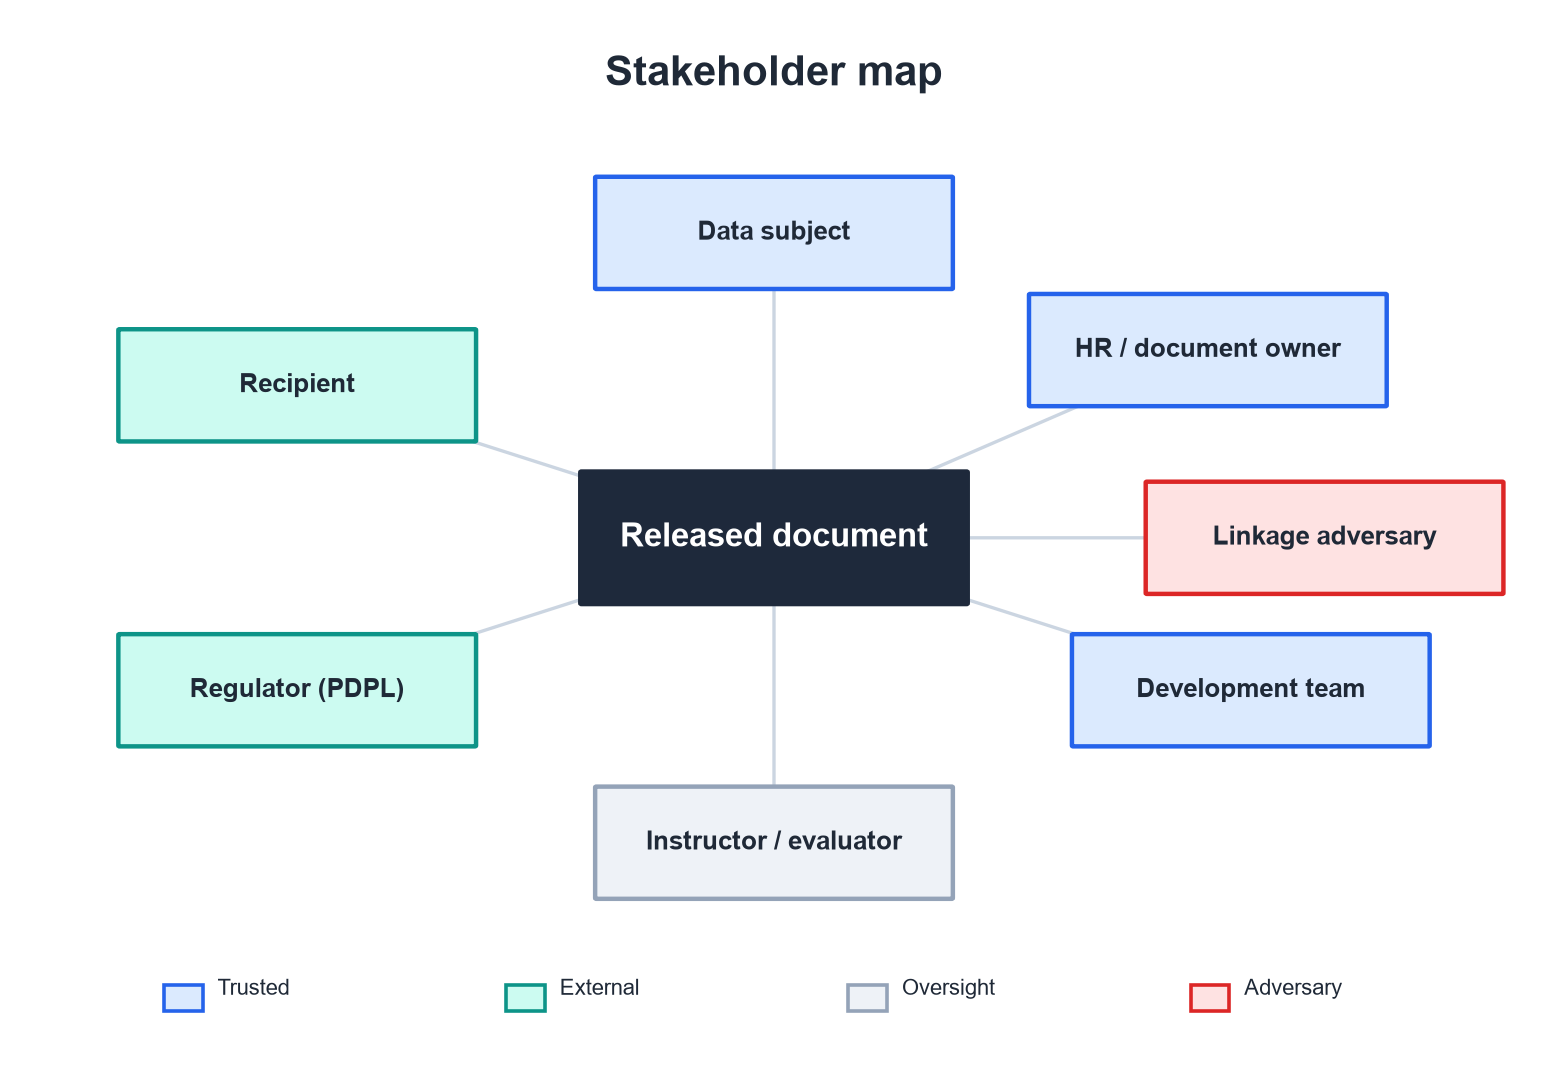 Stakeholder map
Data subject
HR / document owner
Recipient
Released document
Linkage adversary
Regulator (PDPL)
Development team
Instructor / evaluator
Trusted
External
Oversight
Adversary